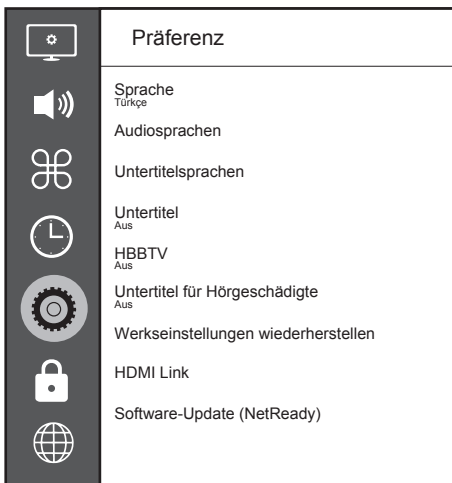 Präferenz
Sprache
Türkçe
Audiosprachen
Untertitelsprachen
Untertitel
Aus
HBBTV
Aus
Untertitel für Hörgeschädigte
Aus
Werkseinstellungen wiederherstellen
HDMI Link
Software-Update (NetReady)